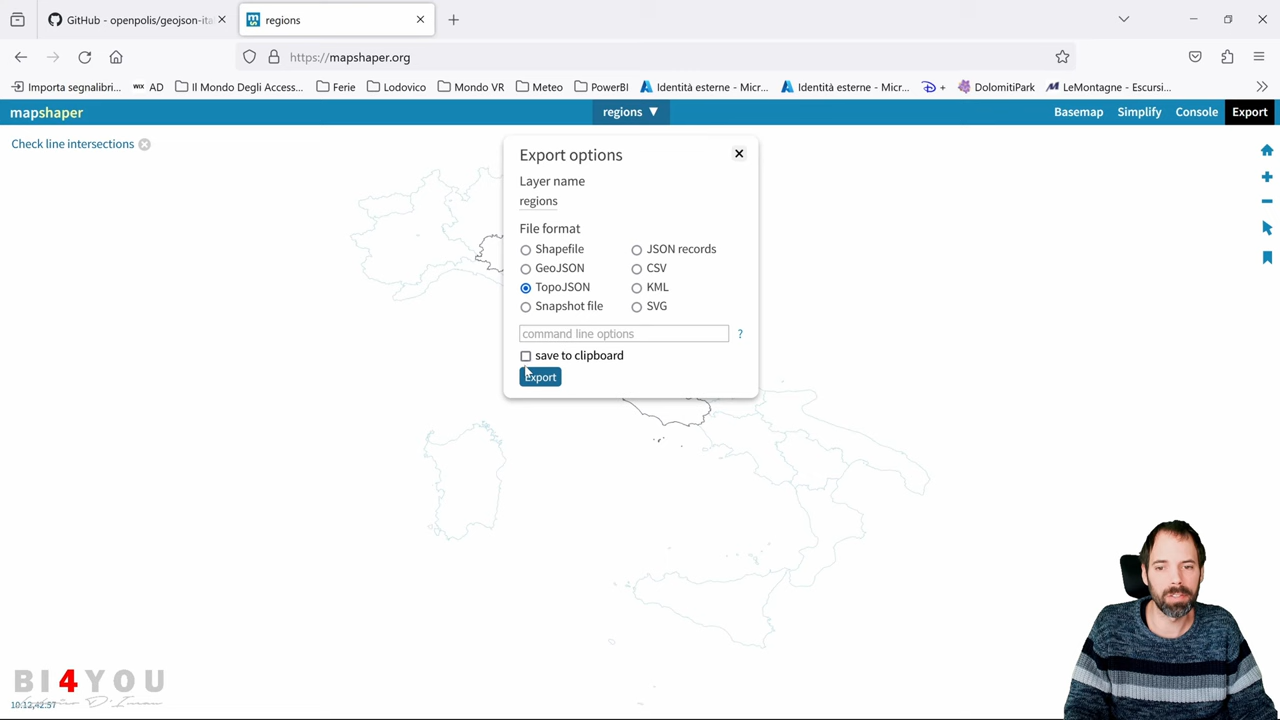 GitHub - openpolis/geojson-ita
regions
https://mapshaper.org
Importa segnalibri...
WIX AD
Il Mondo Degli Access...
Ferie
Lodovico
Mondo VR
Meteo
PowerBI
Identità esterne - Micr...
Identità esterne - Micr...
+
DolomitiPark
LeMontagne - Escursi...
mapshaper
regions ▼
Basemap
Simplify
Console
Export
Check line intersections
Export options
Layer name
regions
File format
Shapefile
JSON records
GeoJSON
CSV
TopoJSON
KML
Snapshot file
SVG
command line options
?
save to clipboard
Export
BI4YOU